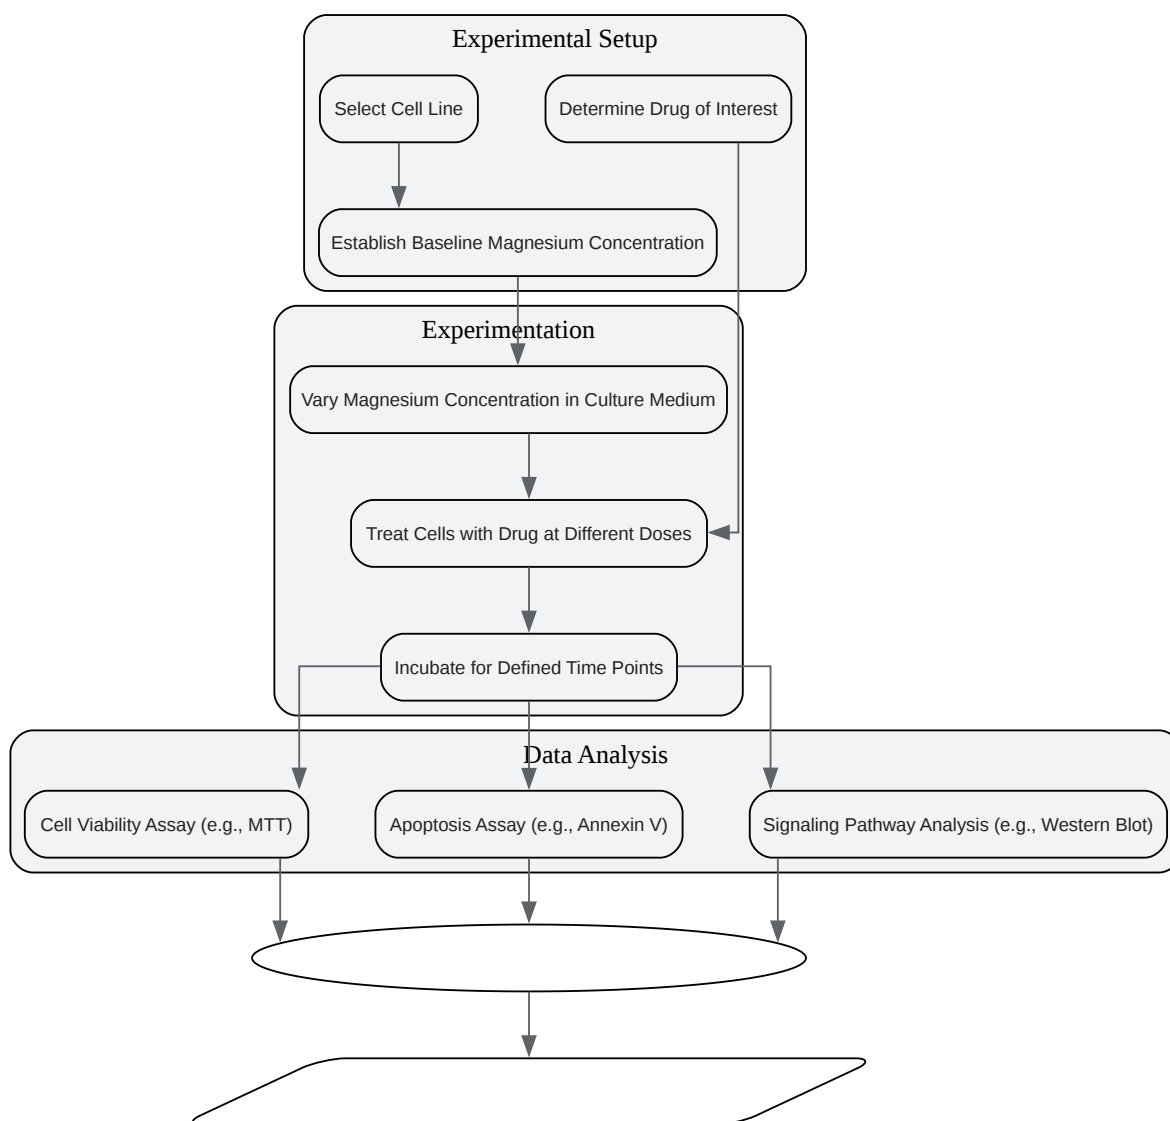 Experimental Setup
Select Cell Line
Determine Drug of Interest
Establish Baseline Magnesium Concentration
Experimentation
Vary Magnesium Concentration in Culture Medium
Treat Cells with Drug at Different Doses
Incubate for Defined Time Points
Data Analysis
Cell Viability Assay (e.g., MTT)
Apoptosis Assay (e.g., Annexin V)
Signaling Pathway Analysis (e.g., Western Blot)